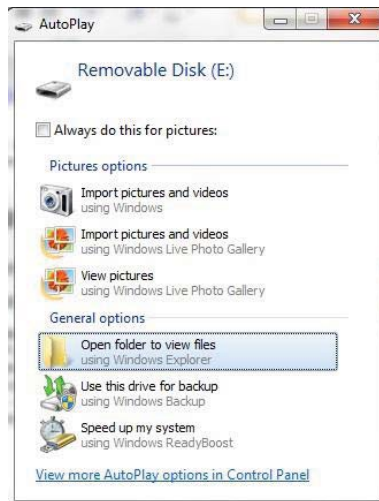 AutoPlay
Removable Disk (E:)
Always do this for pictures:
Pictures options
Import pictures and videos
using Windows
Import pictures and videos
using Windows Live Photo Gallery
View pictures
using Windows Live Photo Gallery
General options
Open folder to view files
using Windows Explorer
Use this drive for backup
using Windows Backup
Speed up my system
using Windows ReadyBoost
View more AutoPlay options in Control Panel